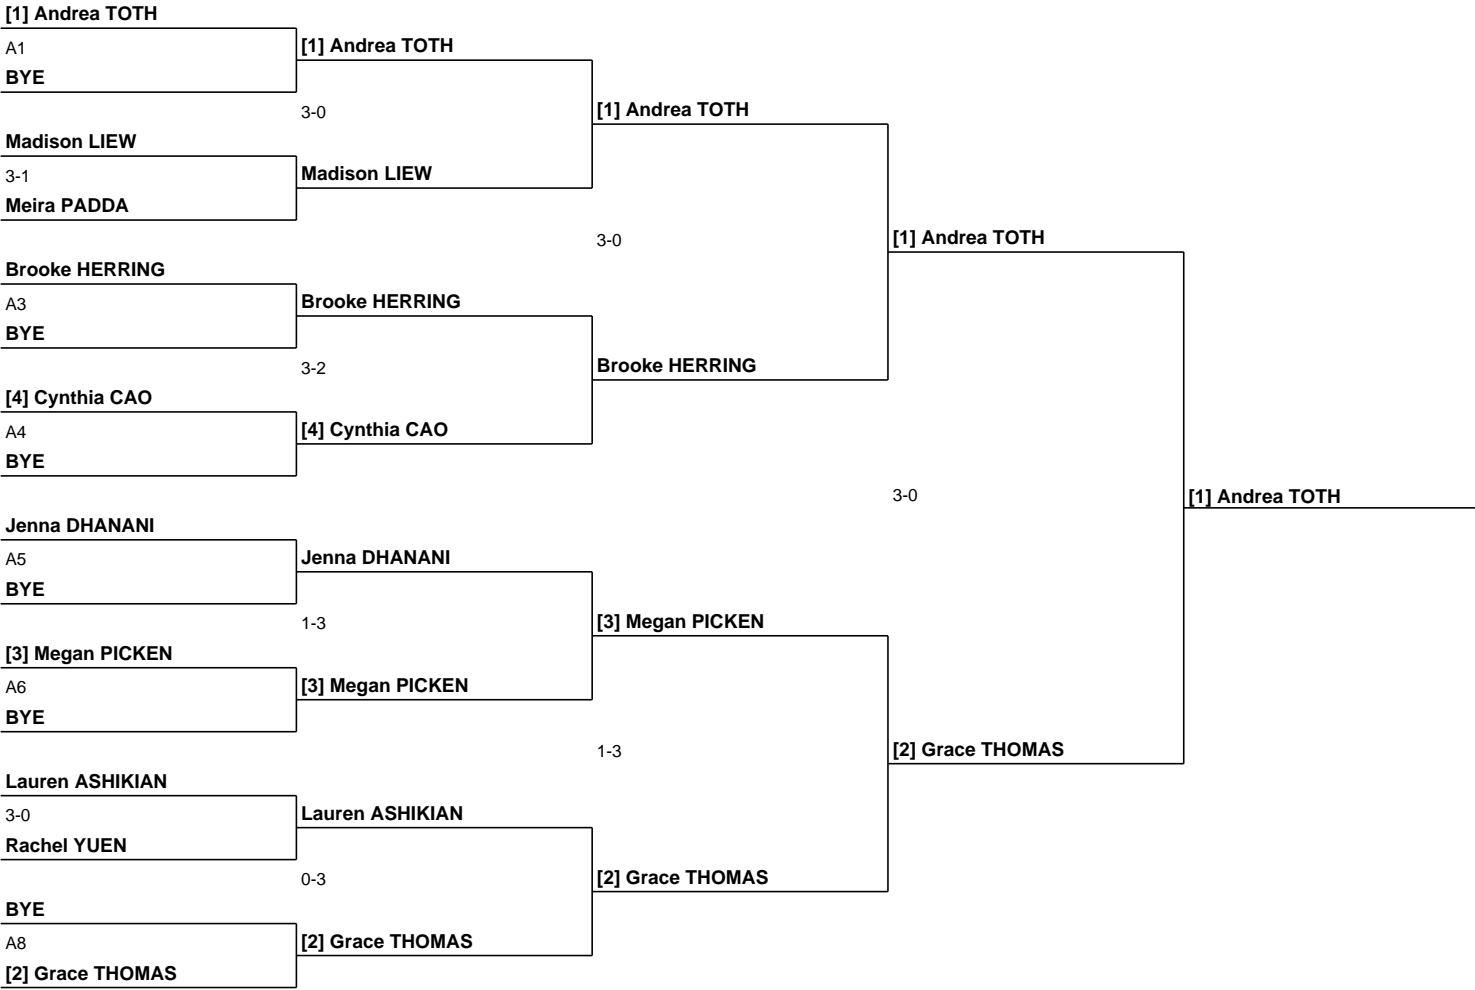 [1] Andrea TOTH
A1
BYE
Madison LIEW
3-1
Meira PADDA
Brooke HERRING
A3
BYE
[4] Cynthia CAO
A4
BYE
Jenna DHANANI
A5
BYE
[3] Megan PICKEN
A6
BYE
Lauren ASHIKIAN
3-0
Rachel YUEN
BYE
A8
[2] Grace THOMAS
[1] Andrea TOTH
3-0
Madison LIEW
Brooke HERRING
3-2
[4] Cynthia CAO
Jenna DHANANI
1-3
[3] Megan PICKEN
Lauren ASHIKIAN
0-3
[2] Grace THOMAS
[1] Andrea TOTH
3-0
Brooke HERRING
[3] Megan PICKEN
1-3
[2] Grace THOMAS
[1] Andrea TOTH
3-0
[2] Grace THOMAS
[1] Andrea TOTH